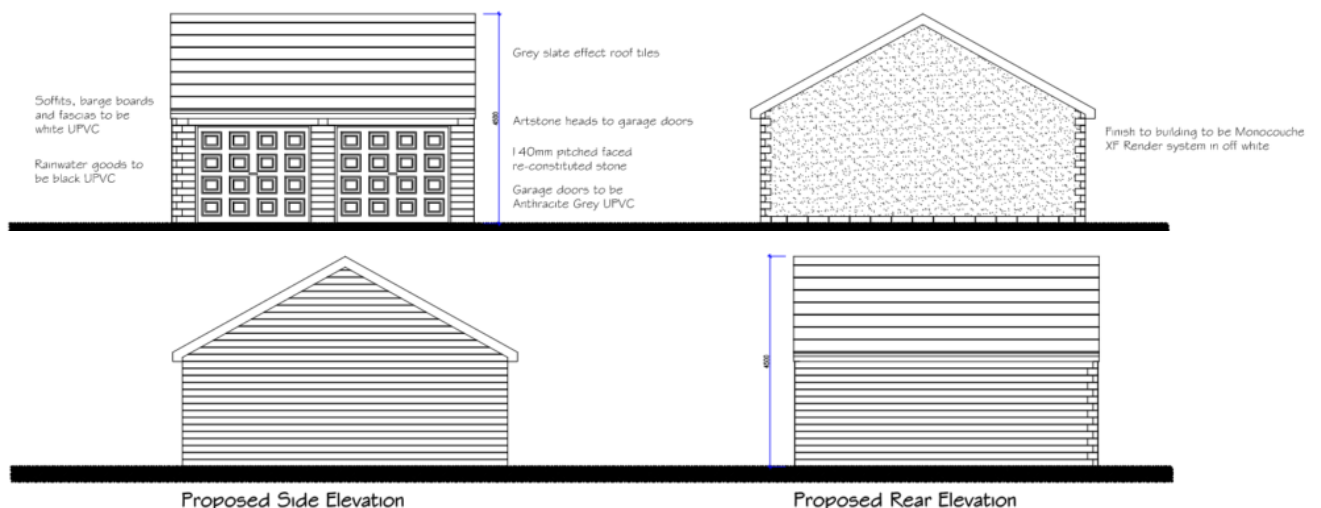 Soffits, barge boards
and fascias to be
white UPVC
Rainwater goods to
be black UPVC
4500
Grey slate effect roof tiles
Artstone heads to garage doors
140mm pitched faced
re-constituted stone
Garage doors to be
Anthracite Grey UPVC
Finish to building to be Monocouche
XF Render system in off white
4500
Proposed Side Elevation
Proposed Rear Elevation